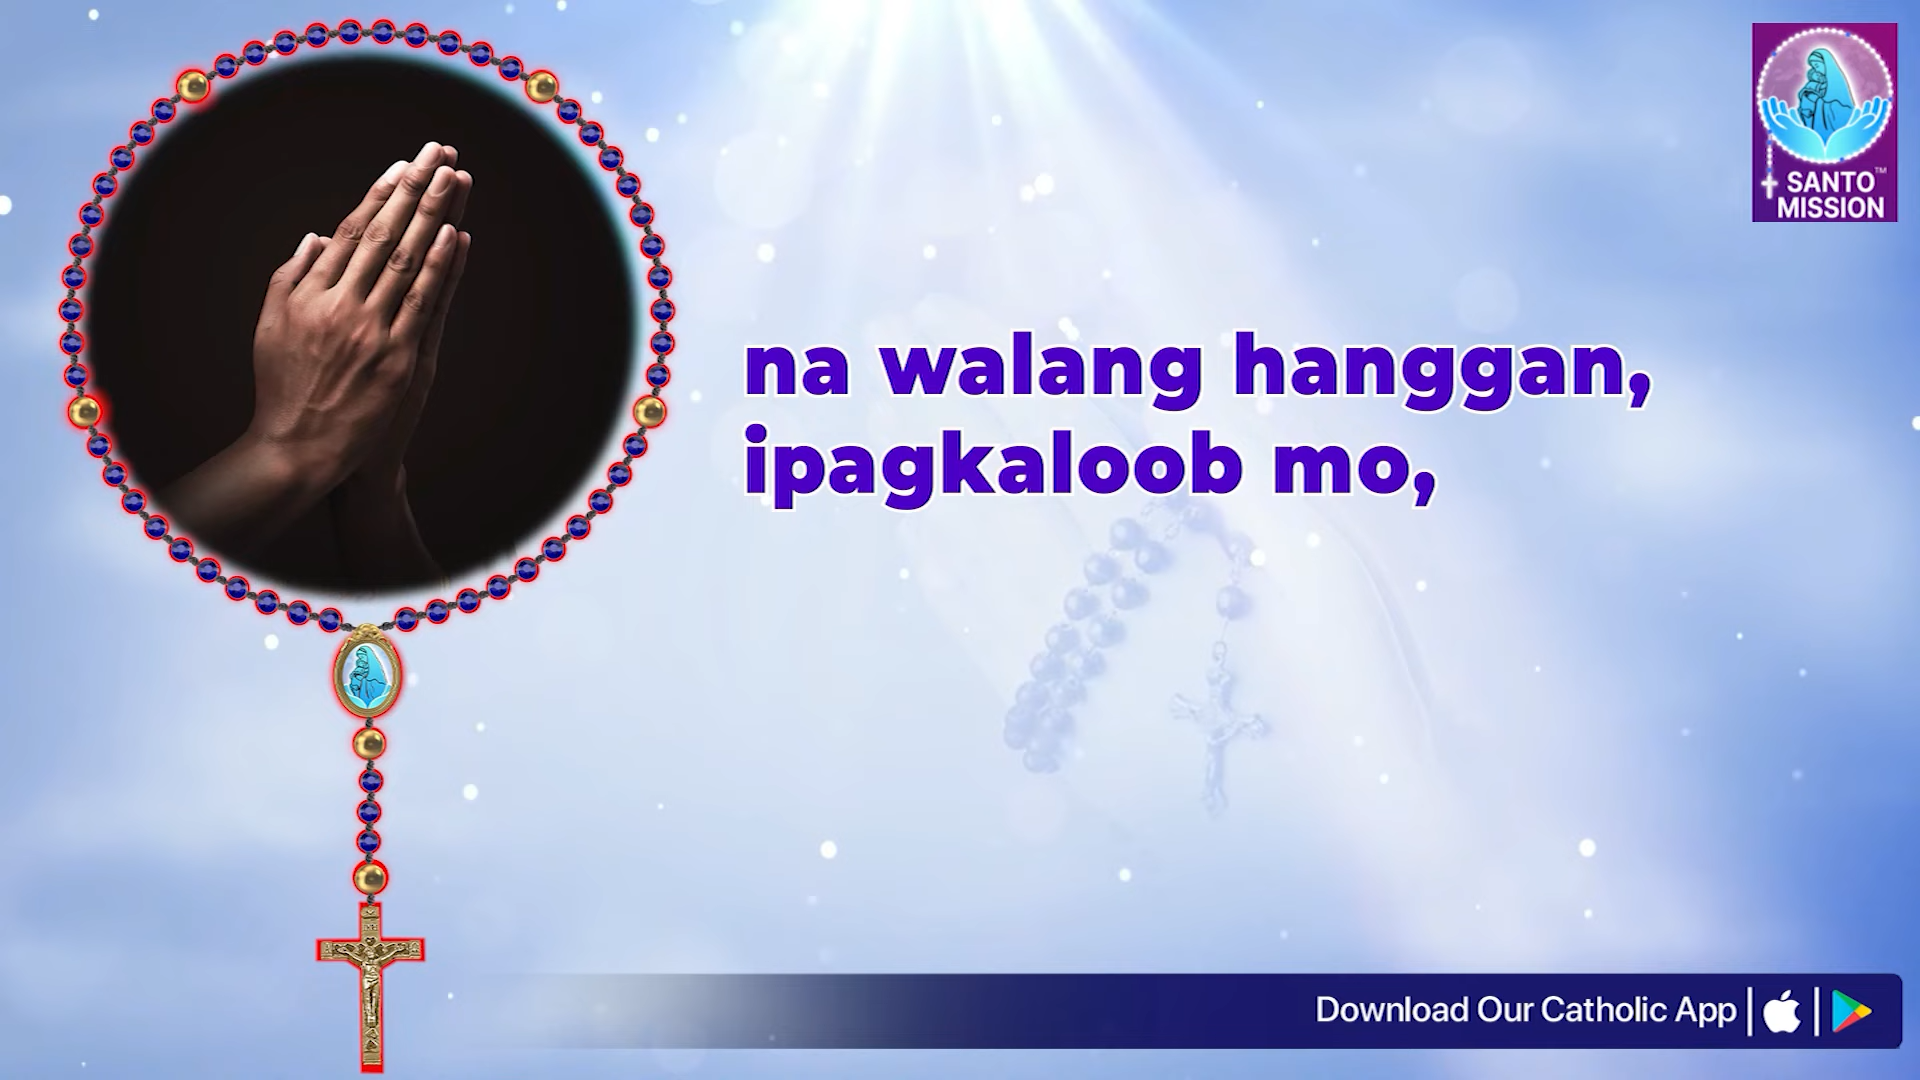 SANTO™
MISSION
na walang hanggan,
ipagkaloob mo,
Download Our Catholic App